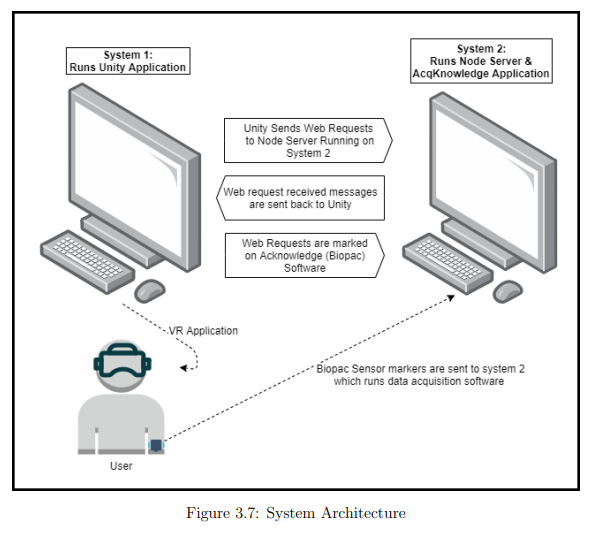 System 1:
Runs Unity Application
System 2:
Runs Node Server &
AcqKnowledge Application
Unity Sends Web Requests
to Node Server Running on
System 2
Web request received messages
are sent back to Unity
Web Requests are marked
on Acknowledge (Biopac)
Software
VR Application
Biopac Sensor markers are sent to system 2
which runs data acquisition software
User
Figure 3.7: System Architecture